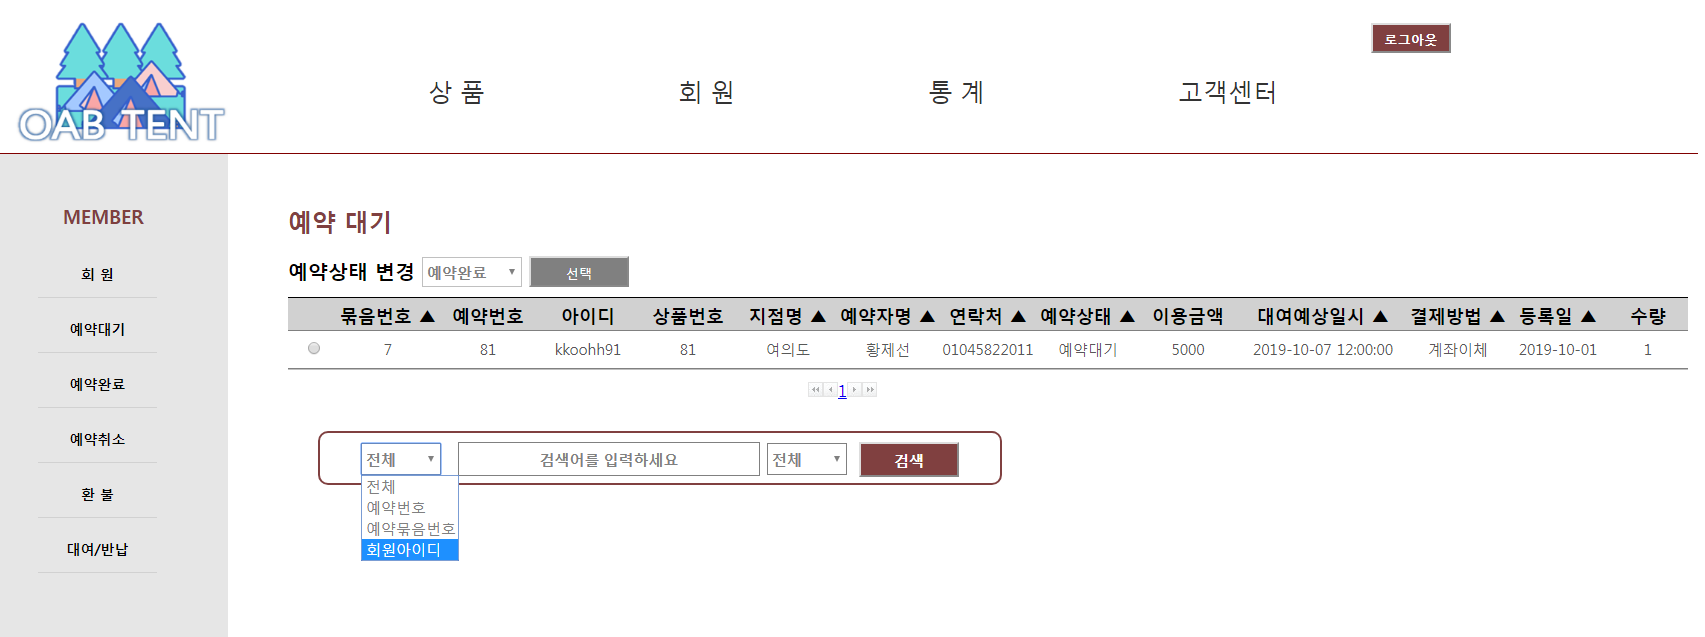 OAB TENT
로그아웃
상 품 회 원 통 계 고객센터
MEMBER
회 원
예약대기
예약완료
예약취소
환 불
대여/반납
예약 대기
예약상태 변경 예약완료 ▼ 선택
묶음번호 ▲ 예약번호 아이디 상품번호 지점명 ▲ 예약자명 ▲ 연락처 ▲ 예약상태 ▲ 이용금액 대여예상일시 ▲ 결제방법 ▲ 등록일 ▲ 수량
7 81 kkoohh91 81 여의도 황제선 01045822011 예약대기 5000 2019-10-07 12:00:00 계좌이체 2019-10-01 1
1
전체 ▼ 검색어를 입력하세요 전체 ▼ 검색
전체
예약번호
예약묶음번호
회원아이디